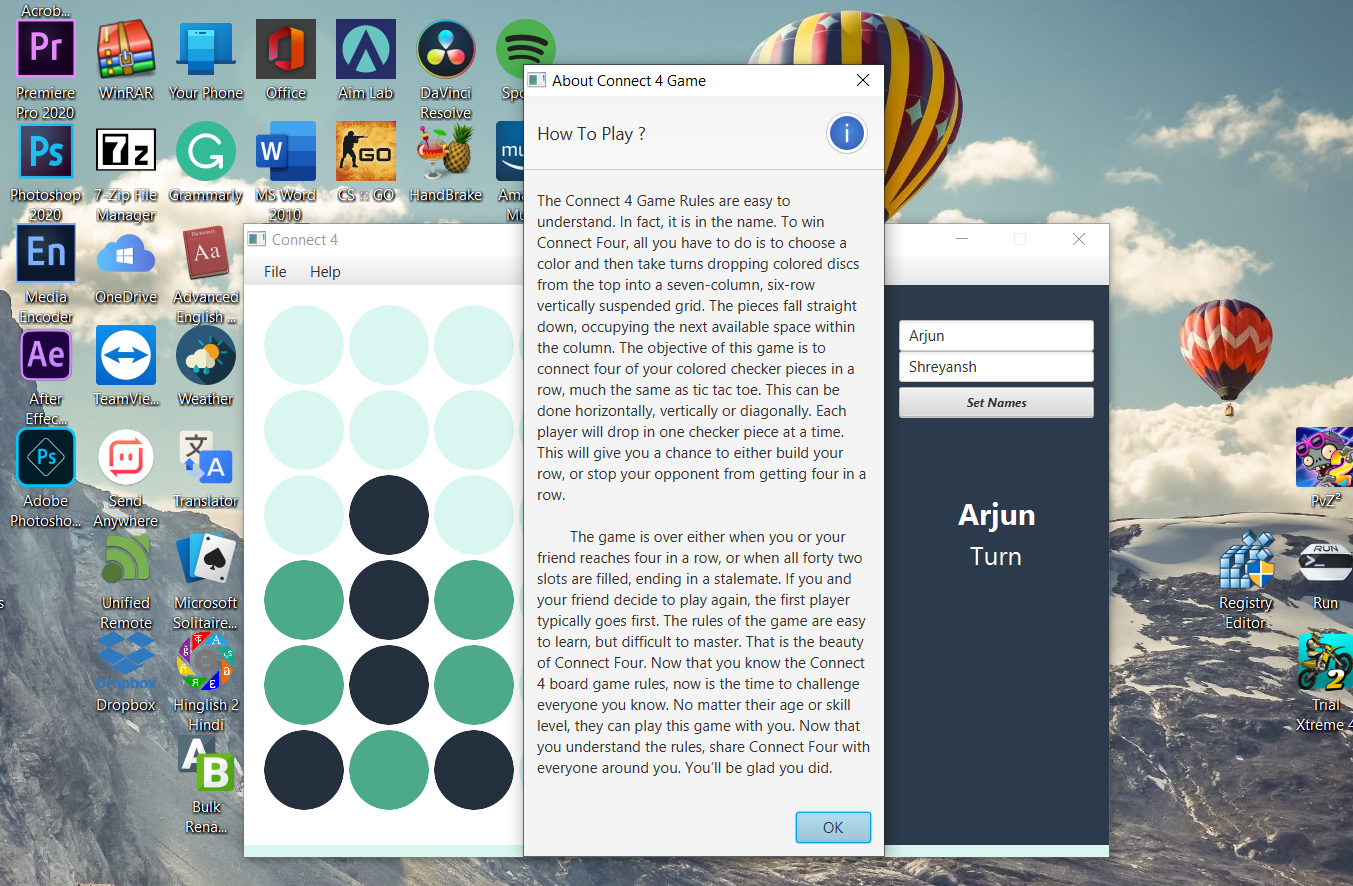 Acrob...
Pr
Premiere
Pro 2020
WinRAR
Your Phone
Office
Aim Lab
DaVinci
Resolve
Ps
Photoshop
2020
7z
7-Zip File
Manager
G
Grammarly
W
MS Word
2010
GO
CS :: GO
HandBrake
En
Media
Encoder
OneDrive
Dictionary
Aa
Advanced
English ...
Ae
After
Effec...
TeamVie...
Weather
Ps
Adobe
Photosho...
Send
Anywhere
文
A
Translator
Unified
Remote
Microsoft
Solitaire...
Dropbox
Dropbox
Hinglish 2
Hindi
A
B
Bulk
Rena...
Connect 4
File Help
About Connect 4 Game
How To Play ?
i
The Connect 4 Game Rules are easy to
understand. In fact, it is in the name. To win
Connect Four, all you have to do is to choose a
color and then take turns dropping colored discs
from the top into a seven-column, six-row
vertically suspended grid. The pieces fall straight
down, occupying the next available space within
the column. The objective of this game is to
connect four of your colored checker pieces in a
row, much the same as tic tac toe. This can be
done horizontally, vertically or diagonally. Each
player will drop in one checker piece at a time.
This will give you a chance to either build your
row, or stop your opponent from getting four in a
row.
The game is over either when you or your
friend reaches four in a row, or when all forty two
slots are filled, ending in a stalemate. If you and
your friend decide to play again, the first player
typically goes first. The rules of the game are easy
to learn, but difficult to master. That is the beauty
of Connect Four. Now that you know the Connect
4 board game rules, now is the time to challenge
everyone you know. No matter their age or skill
level, they can play this game with you. Now that
you understand the rules, share Connect Four with
everyone around you. You'll be glad you did.
OK
Arjun
Shreyansh
Set Names
Arjun
Turn
PvZ²
Registry
Editor
RUN
>_
Run
2
Trial
Xtreme 4